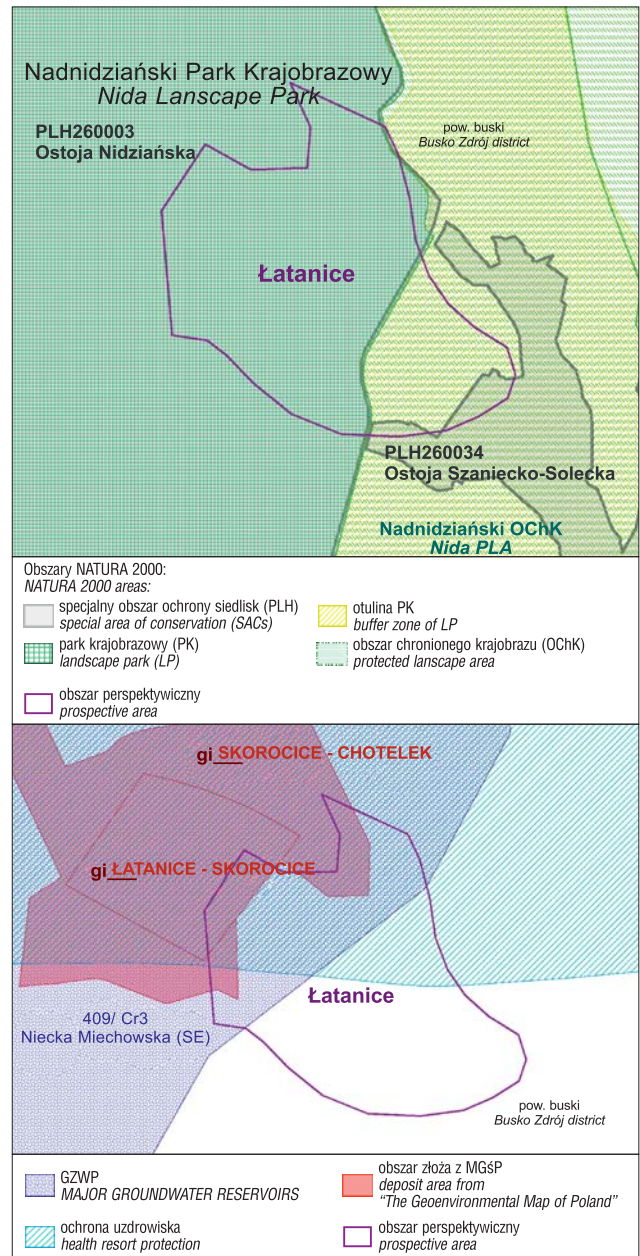 Nadnidziański Park Krajobrazowy
Nida Lanscape Park
PLH260003
Ostoja Nidziańska
pow. buski
Busko Zdrój district
Łatanice
PLH260034
Ostoja Szaniecko-Solecka
Nadnidziański OChK
Nida PLA
Obszary NATURA 2000:
NATURA 2000 areas:
specjalny obszar ochrony siedlisk (PLH)
special area of conservation (SACs)
park krajobrazowy (PK)
landscape park (LP)
obszar perspektywiczny
prospective area
otulina PK
buffer zone of LP
obszar chronionego krajobrazu (OChK)
protected lanscape area
gi SKOROCICE - CHOTELEK
gi ŁATANICE - SKOROCICE
Łatanice
409/ Cr3
Niecka Miechowska (SE)
pow. buski
Busko Zdrój district
GZWP
MAJOR GROUNDWATER RESERVOIRS
ochrona uzdrowiska
health resort protection
obszar złoża z MGśP
deposit area from
“The Geoenvironmental Map of Poland”
obszar perspektywiczny
prospective area